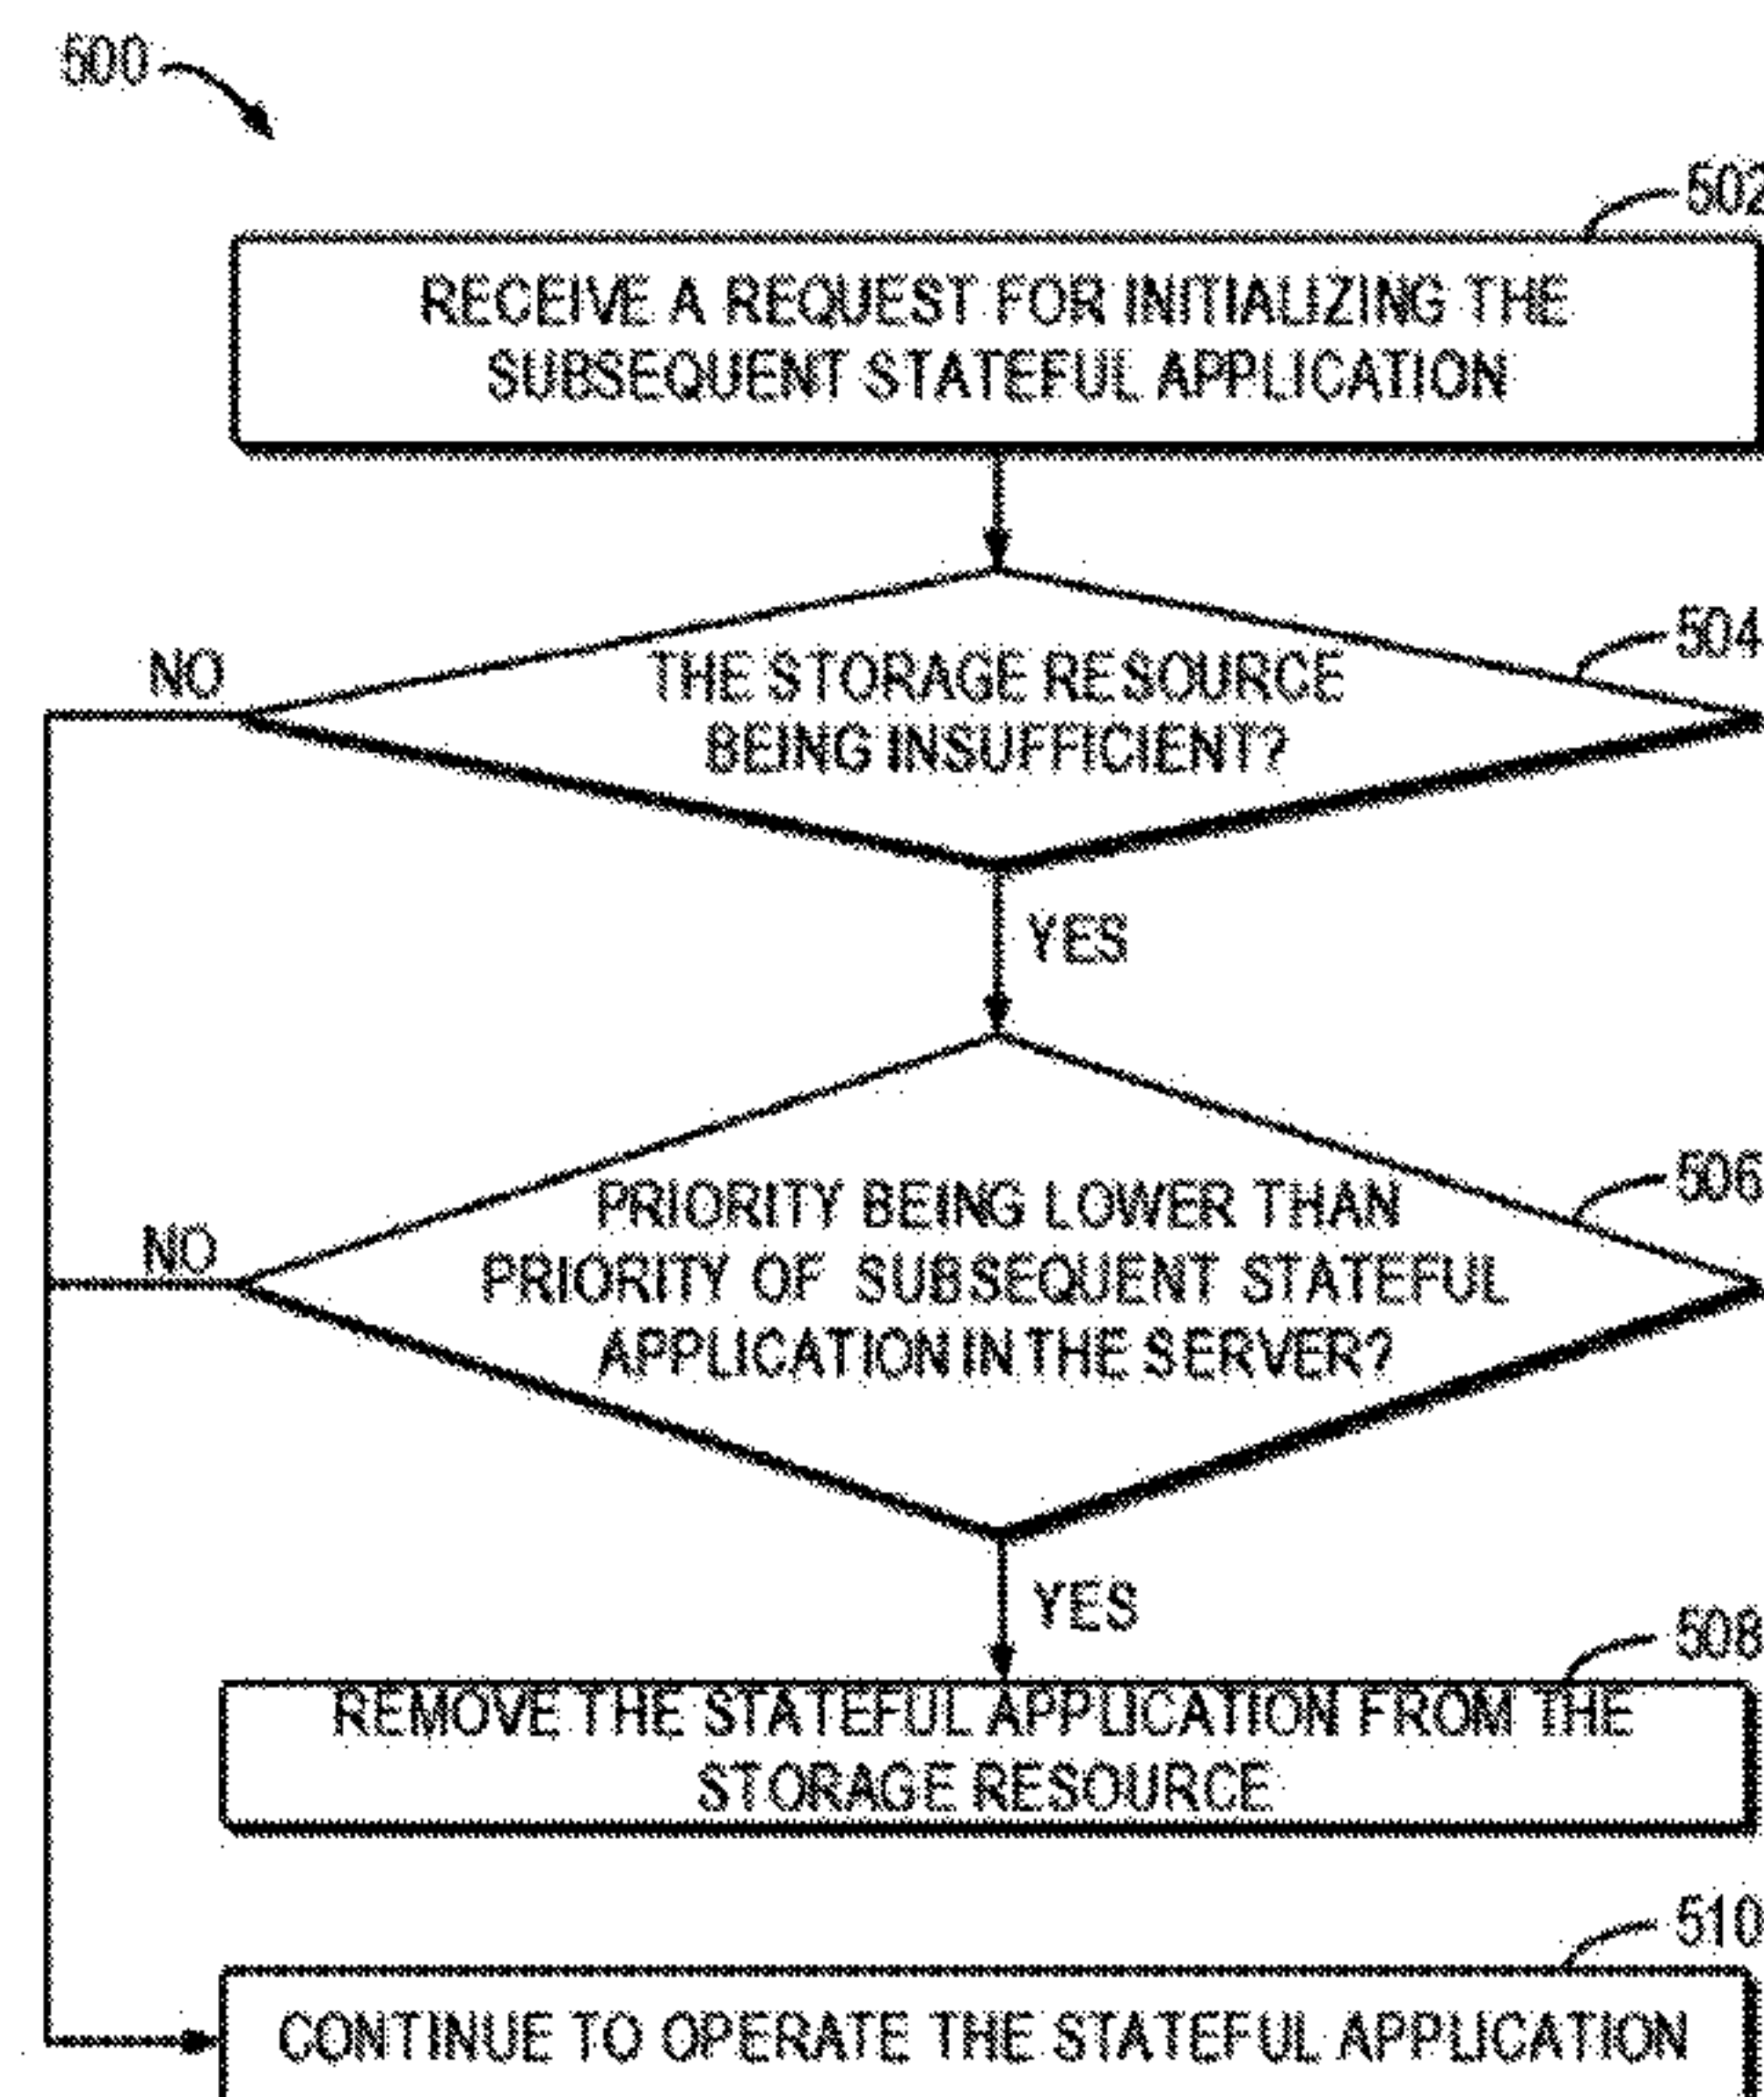 500
502
RECEIVE A REQUEST FOR INITIALIZING THE
SUBSEQUENT STATEFUL APPLICATION
504
NO
THE STORAGE RESOURCE
BEING INSUFFICIENT?
YES
506
NO
PRIORITY BEING LOWER THAN
PRIORITY OF SUBSEQUENT STATEFUL
APPLICATION IN THE SERVER?
YES
508
REMOVE THE STATEFUL APPLICATION FROM THE
STORAGE RESOURCE
510
CONTINUE TO OPERATE THE STATEFUL APPLICATION